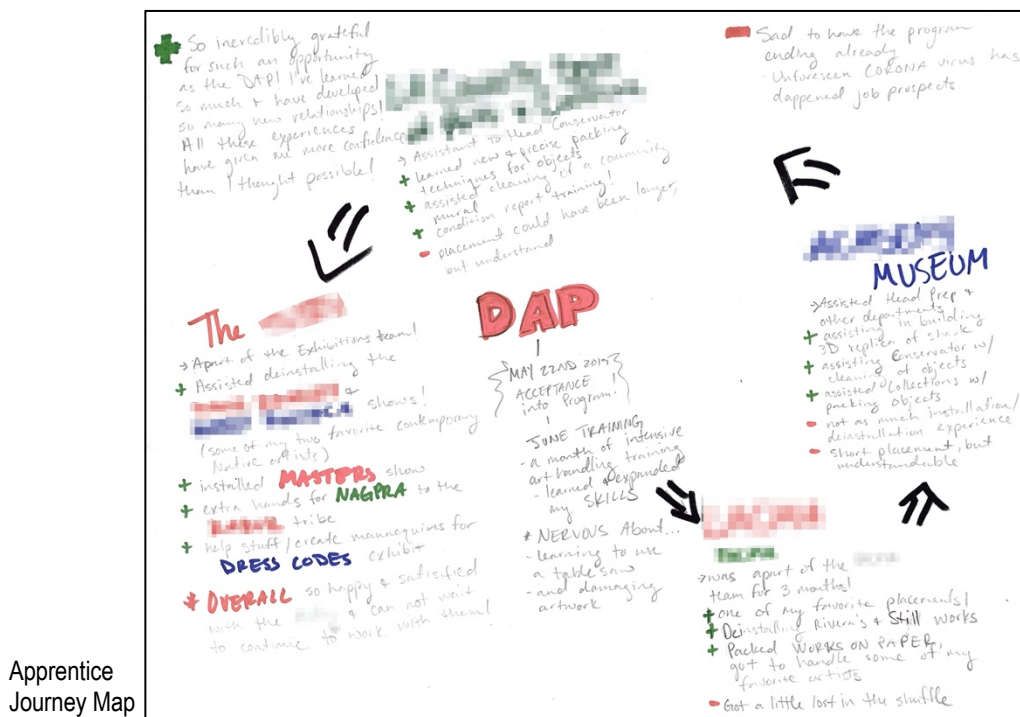 So incredibly grateful
for such an opportunity
as the DAP! I've learned
so much & have developed
so many new relationships!
All these experiences
have given me more confidence
than I thought possible!
→ Assistant to Head Conservator
+ learned new & precise packing
techniques for objects
+ assisted cleaning of a community
mural
+ condition report training!
- placement could have been longer,
but understand
- Sad to have the program
ending already
- Unforeseen CORONA virus has
dappened job prospects
The
→ Apart of the Exhibitions team!
+ Assisted deinstalling the
&
shows!
(some of my two favorite contemporary
Native artists)
+ installed MASTERS show
+ extra hands for NAGPRA to the
tribe
+ help stuff/create mannequins for
DRESS CODES exhibit
* OVERALL so happy & satisified
with the & can not wait
to continue to work with them!
DAP
MAY 22ND 2019
ACCEPTANCE
into Program!
JUNE TRAINING
- a month of intensive
art handling training
- learned & expanded
my SKILLS
* NERVOUS About...
- learning to use
a table saw
- and damaging
artwork
MUSEUM
→ Assisted Head Prep &
other departments
+ assisting in building
3D replica of shark
+ assisting Conservator w/
cleaning of objects
+ assisted Collections w/
packing objects
- not as much installation/
deinstallation experience
- short placement, but
understandable
→ was apart of the
team for 3 months!
+ one of my favorite placements!
+ Deinstalling Rivera's & Still works
+ Packed WORKS ON PAPER,
got to handle some of my
favorite artists
- Got a little lost in the shuffle
Apprentice
Journey Map